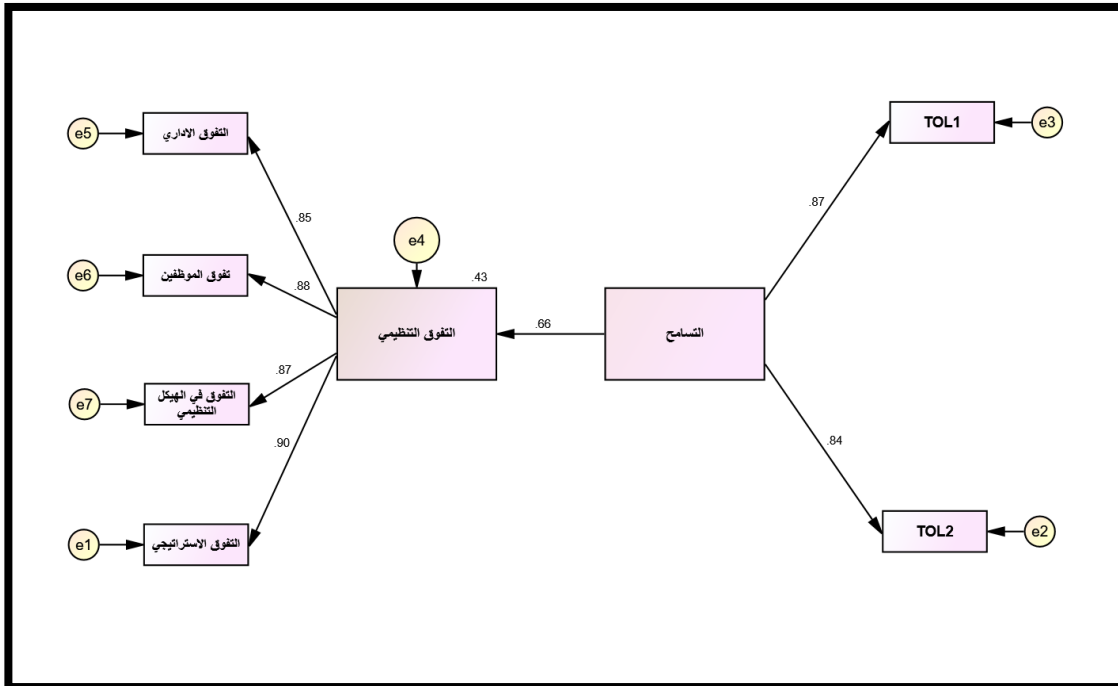 e5
التفوق الاداري
TOL1
e3
.87
.85
e4
e6
تفوق الموظفين
.88
.43
التفوق التنظيمي
.66
التسامح
.87
e7
التفوق في الهيكل
التنظيمي
.90
.84
e1
التفوق الاستراتيجي
TOL2
e2